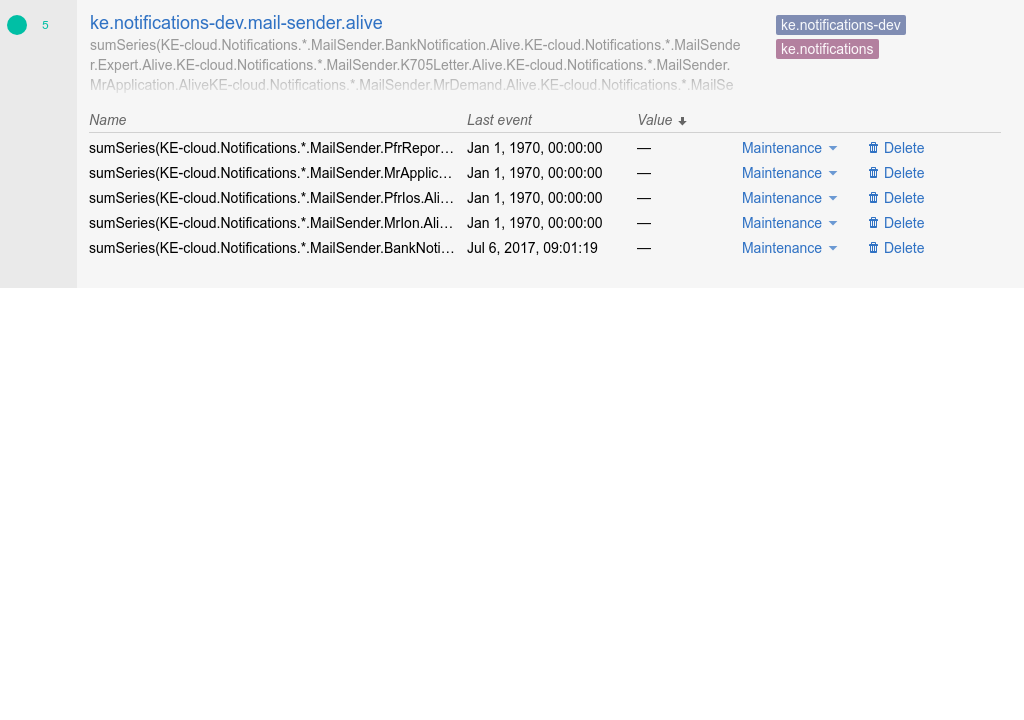 5
ke.notifications-dev.mail-sender.alive
ke.notifications-dev
sumSeries(KE-cloud.Notifications.*.MailSender.BankNotification.Alive.KE-cloud.Notifications.*.MailSende
ke.notifications
r.Expert.Alive.KE-cloud.Notifications.*.MailSender.K705Letter.Alive.KE-cloud.Notifications.*.MailSender.
MrApplication.AliveKE-cloud.Notifications.*.MailSender.MrDemand.Alive.KE-cloud.Notifications.*.MailSe
Name Last event Value
sumSeries(KE-cloud.Notifications.*.MailSender.PfrRepor… Jan 1, 1970, 00:00:00 — Maintenance Delete
sumSeries(KE-cloud.Notifications.*.MailSender.MrApplic… Jan 1, 1970, 00:00:00 — Maintenance Delete
sumSeries(KE-cloud.Notifications.*.MailSender.PfrIos.Ali… Jan 1, 1970, 00:00:00 — Maintenance Delete
sumSeries(KE-cloud.Notifications.*.MailSender.MrIon.Ali… Jan 1, 1970, 00:00:00 — Maintenance Delete
sumSeries(KE-cloud.Notifications.*.MailSender.BankNoti… Jul 6, 2017, 09:01:19 — Maintenance Delete